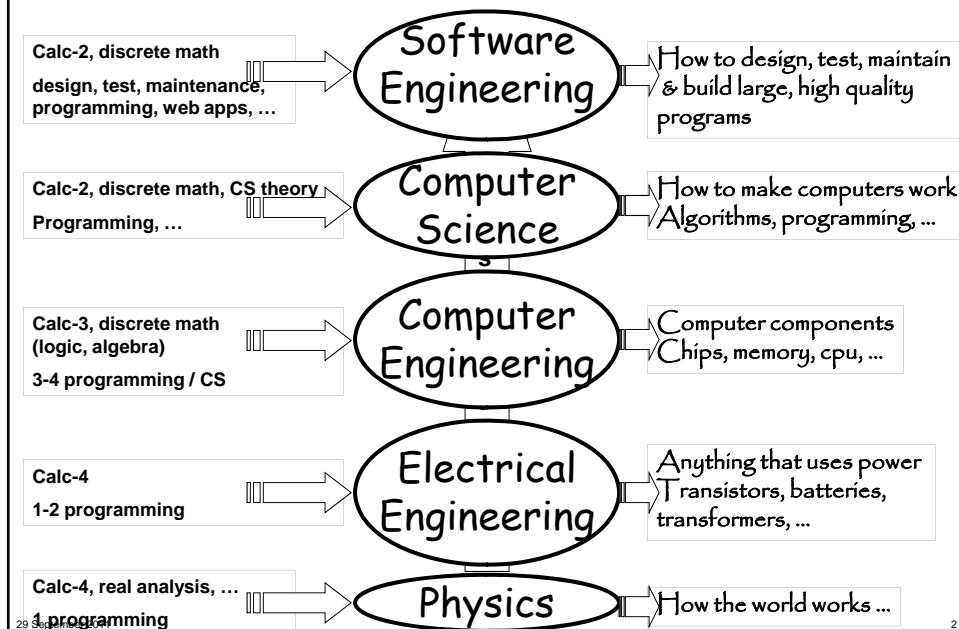 Calc-2, discrete math
design, test, maintenance,
programming, web apps, …
Software
Engineering
How to design, test, maintain
& build large, high quality
programs
Calc-2, discrete math, CS theory
Programming, …
Computer
Science
How to make computers work
Algorithms, programming, …
s
Calc-3, discrete math
(logic, algebra)
3-4 programming / CS
Computer
Engineering
Computer components
Chips, memory, cpu, …
Calc-4
1-2 programming
Electrical
Engineering
Anything that uses power
Transistors, batteries,
transformers, …
Calc-4, real analysis, …
1 programming
Physics
How the world works …
29 September 2011
2